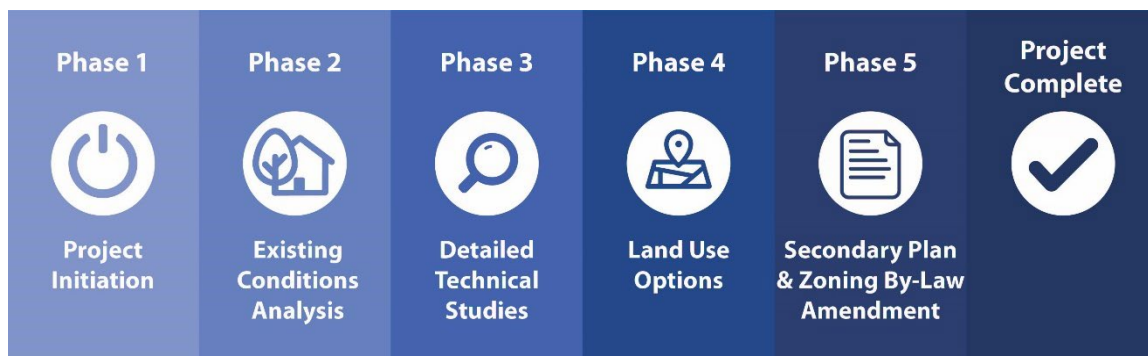 Phase 1
Project
Initiation
Phase 2
Existing
Conditions
Analysis
Phase 3
Detailed
Technical
Studies
Phase 4
Land Use
Options
Phase 5
Secondary Plan
& Zoning By-Law
Amendment
Project
Complete